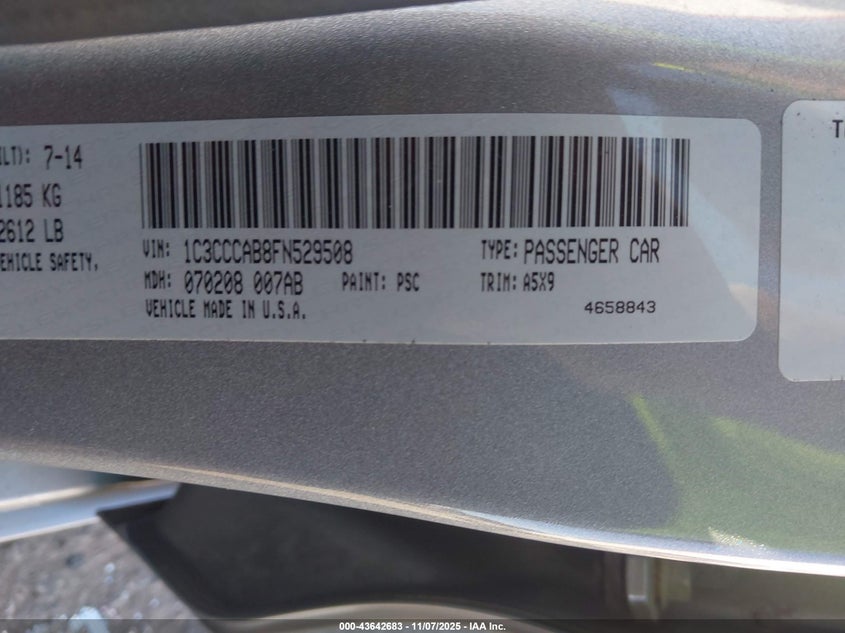 ILT): 7-14
1185 KG
2612 LB
EHICLE SAFETY,
VIN: 1C3CCCAB8FN529508 TYPE: PASSENGER CAR
MDH: 070208 007AB PAINT: PSC TRIM: A5X9
VEHICLE MADE IN U.S.A. 4658843
T
000-43642683 - 11/07/2025 - IAA Inc.